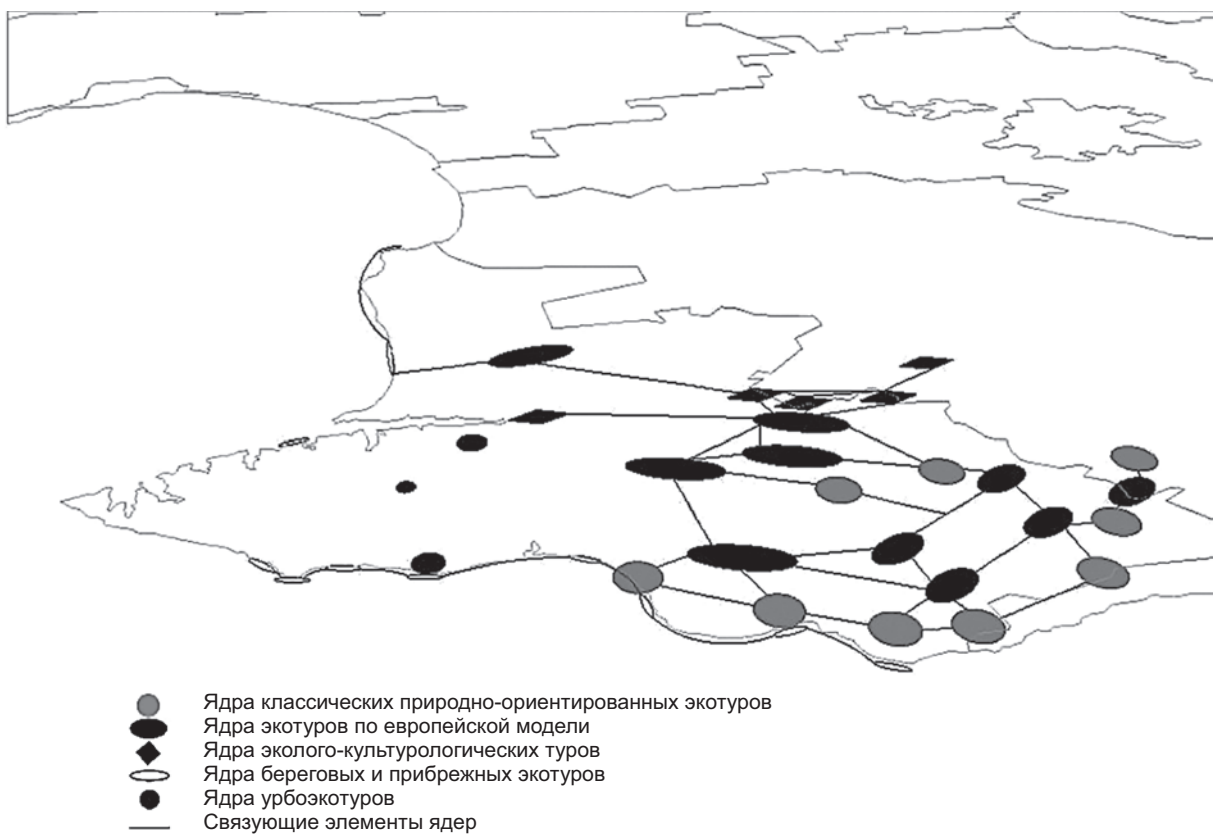 Ядра классических природно-ориентированных экотуров
Ядра экотуров по европейской модели
Ядра эколого-культурологических туров
Ядра береговых и прибрежных экотуров
Ядра урбоэкотуров
Связующие элементы ядер